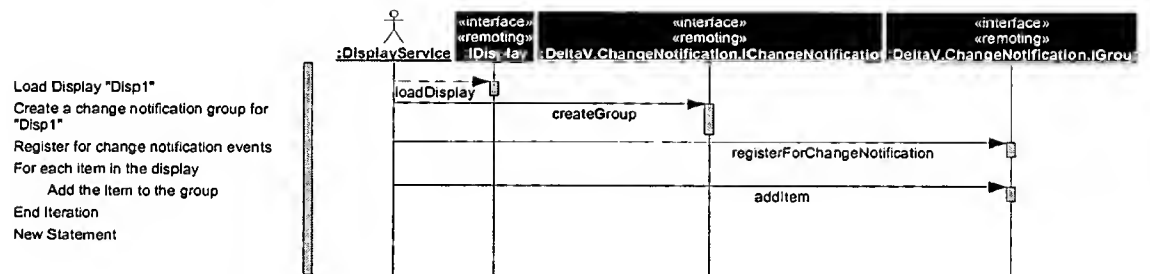 «interface» «interface» «interface»
«remoting» «remoting» «remoting»
:DisplayService :DeltaV.ChangeNotification.IChangeNotificatio :DeltaV.ChangeNotification.IGrou
Load Display "Disp1"
loadDisplay
Create a change notification group for
"Disp1"
createGroup
Register for change notification events
registerForChangeNotification
For each item in the display
Add the Item to the group
addItem
End Iteration
New Statement